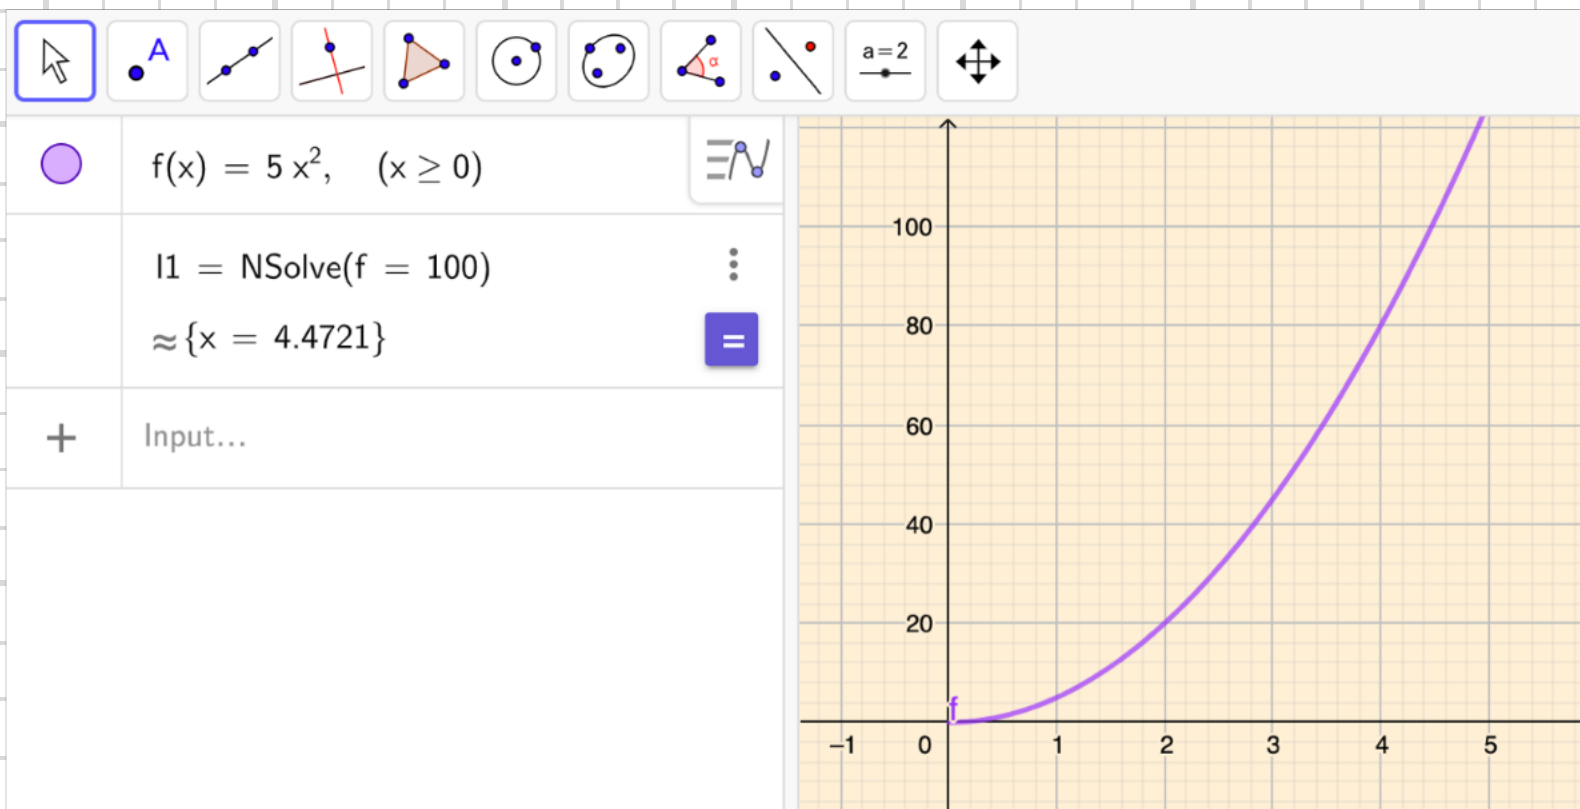 A
α
a=2
f(x) = 5 x², (x ≥ 0)
l1 = NSolve(f = 100)
≈ {x = 4.4721}
=
+ Input…
100
80
60
40
20
f
–1 0 1 2 3 4 5